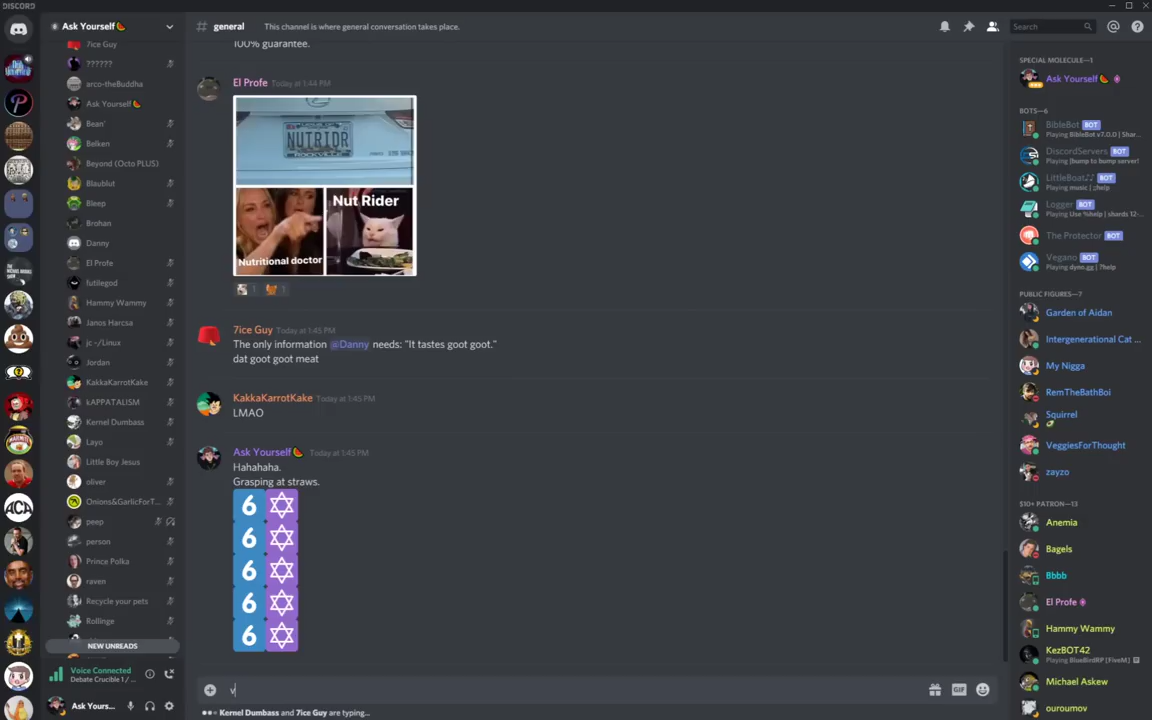 DISCORD
Ask Yourself🍉
# general
This channel is where general conversation takes place.
Search
7ice Guy
??????
arco-theBuddha
Ask Yourself🍉
Bean'
Belken
Beyond (Octo PLUS)
Blaublut
Bleep
Brohan
Danny
El Profe
futilegod
Hammy Wammy
Janos Harcsa
jc ~/Linux
Jordan
KakkaKarrotKake
kAPPATALISM
Kernel Dumbass
Layo
Little Boy Jesus
oliver
Onions&GarlicForT...
peep
person
Prince Polka
raven
Recycle your pets
Rollinge
NEW UNREADS
Voice Connected
Debate Crucible 1 / ...
Ask Yours...
100% guarantee.
El Profe Today at 1:44 PM
NUTRIDR
Nut Rider
Nutritional doctor
1 1
7ice Guy Today at 1:45 PM
The only information @Danny needs: "It tastes goot goot."
dat goot goot meat
KakkaKarrotKake Today at 1:45 PM
LMAO
Ask Yourself🍉 Today at 1:45 PM
Hahahaha.
Grasping at straws.
6 ✡
6 ✡
6 ✡
6 ✡
6 ✡
v
GIF
Kernel Dumbass and 7ice Guy are typing...
SPECIAL MOLECULE—1
Ask Yourself🍉
BOTS—6
BibleBot BOT
Playing BibleBot v7.0.0 | Shar...
DiscordServers BOT
Playing !bump to bump server!
LittleBoat♫♪ BOT
Playing music | ;help
Logger BOT
Playing Use %help | shards 12-...
The Protector BOT
Vegano BOT
Playing dyno.gg | ?help
PUBLIC FIGURES—7
Garden of Aidan
Intergenerational Cat ...
My Nigga
RemTheBathBoi
Squirrel
🥑
VeggiesForThought
zayzo
$10+ PATRON—13
Anemia
Bagels
Bbbb
El Profe
Hammy Wammy
KezBOT42
Playing BlueBirdRP [FiveM]
Michael Askew
ouroumov